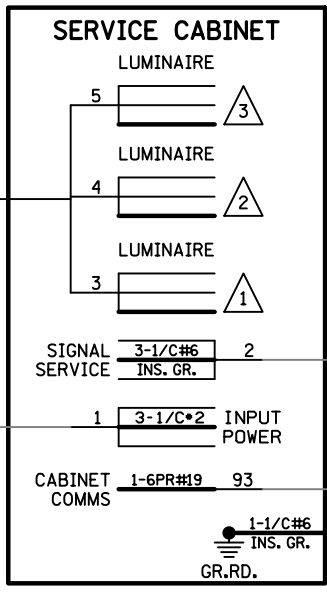 SERVICE CABINET
LUMINAIRE
5
3
LUMINAIRE
4
2
LUMINAIRE
3
1
SIGNAL SERVICE
3-1/C#6
INS. GR.
2
1
3-1/C*2
INPUT POWER
CABINET COMMS
1-6PR#19
93
1-1/C#6
INS. GR.
GR.RD.